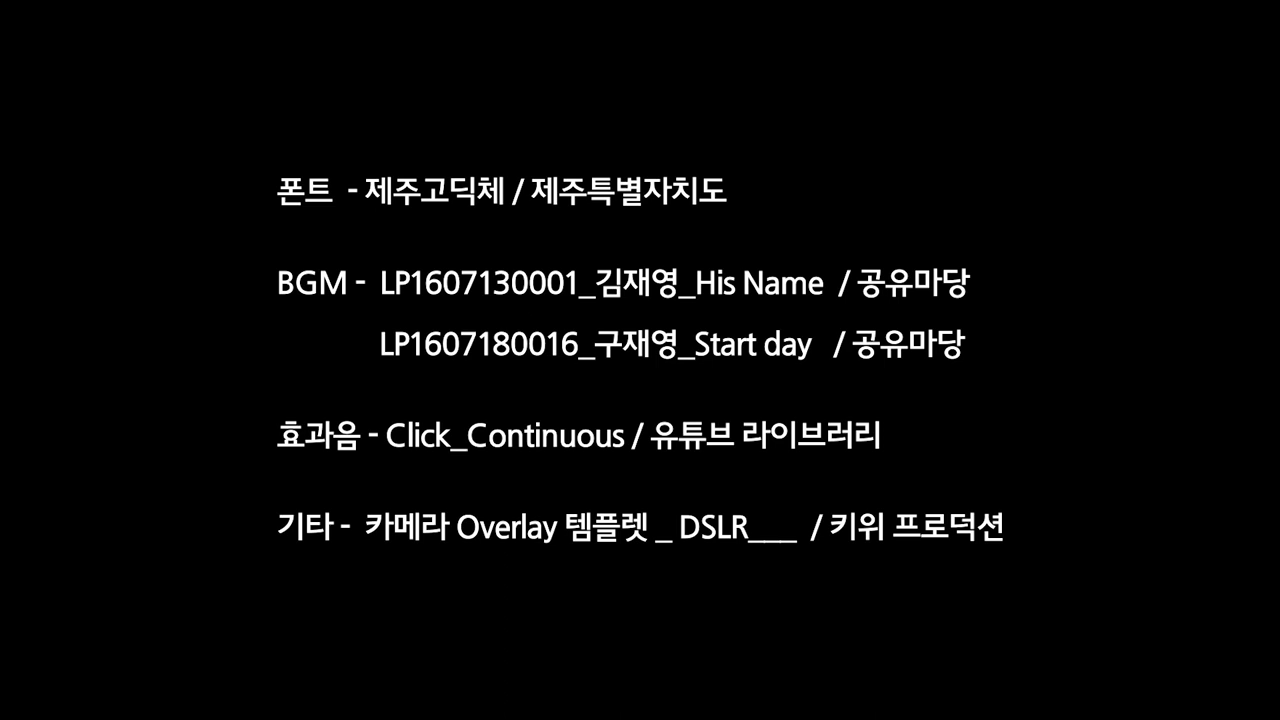 폰트 - 제주고딕체 / 제주특별자치도
BGM - LP1607130001_김재영_His Name / 공유마당
LP1607180016_구재영_Start day / 공유마당
효과음 - Click_Continuous / 유튜브 라이브러리
기타 - 카메라 Overlay 템플렛 _ DSLR___ / 키위 프로덕션